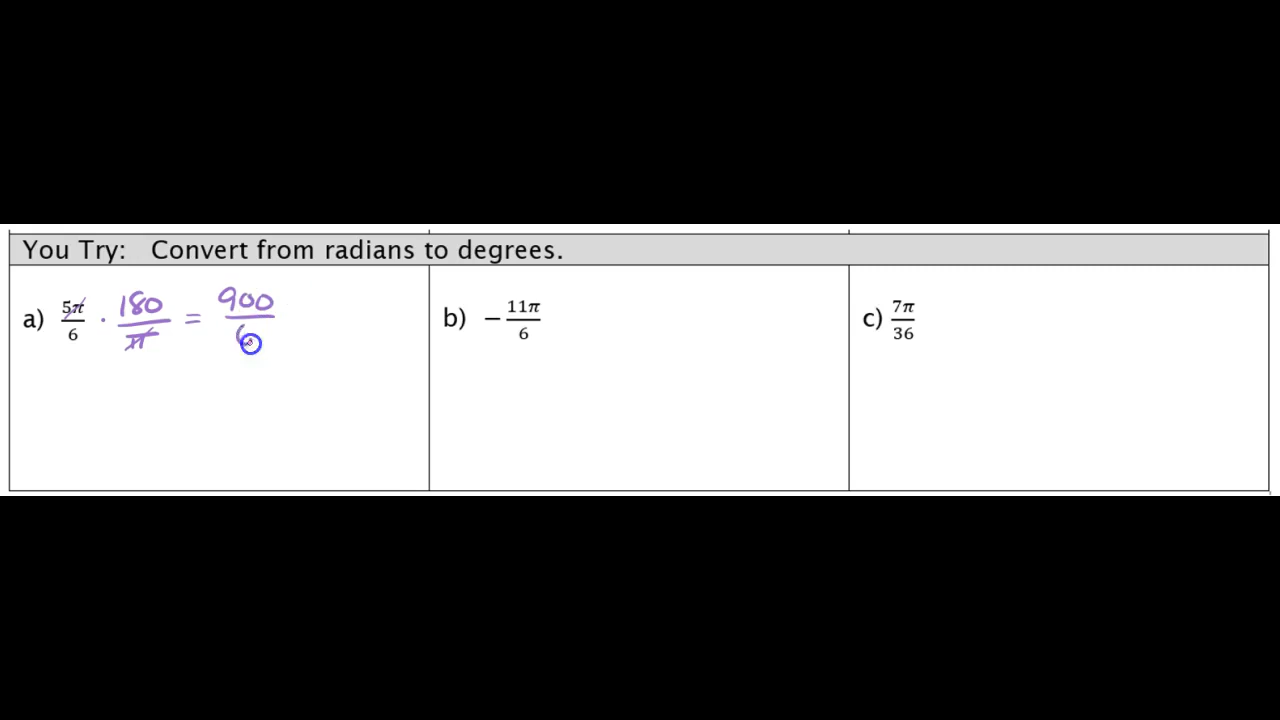 You Try: Convert from radians to degrees.
a) 5π/6 · 180/π = 900/6
b) −11π/6
c) 7π/36